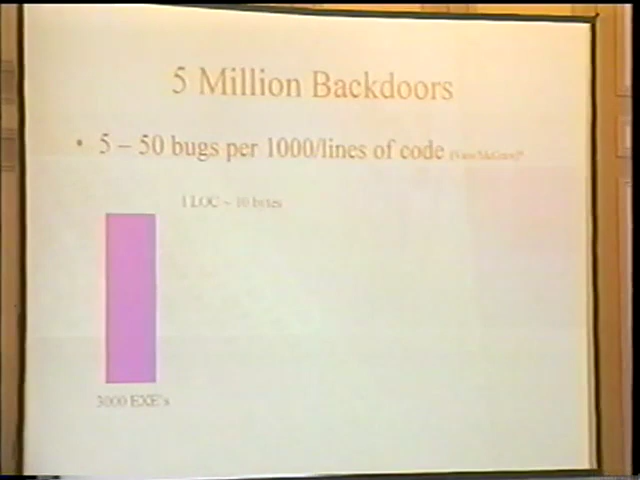 5 Million Backdoors
• 5 – 50 bugs per 1000/lines of code
1 LOC ~ 10 bytes
3000 EXE's